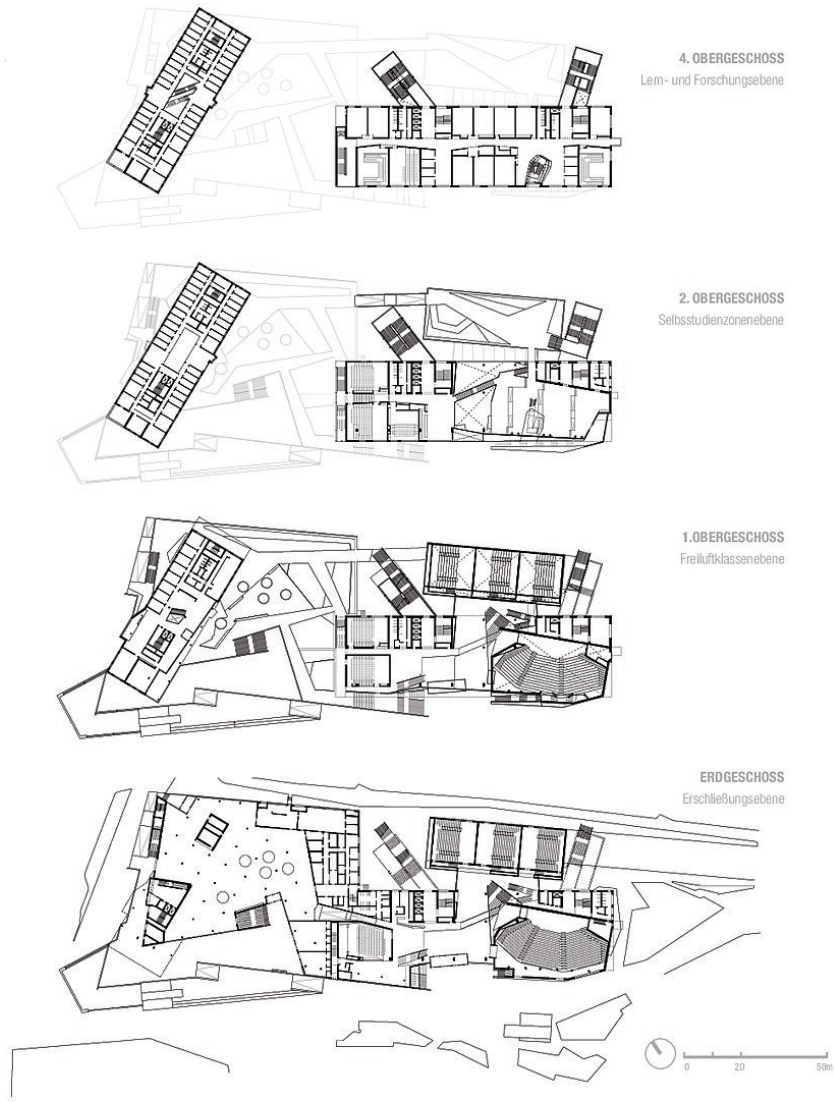 4. OBERGESCHOSS
Lern- und Forschungsebene
2. OBERGESCHOSS
Selbsstudienzonenebene
1.OBERGESCHOSS
Freiluftklassenebene
ERDGESCHOSS
Erschließungsebene
0 20 50m